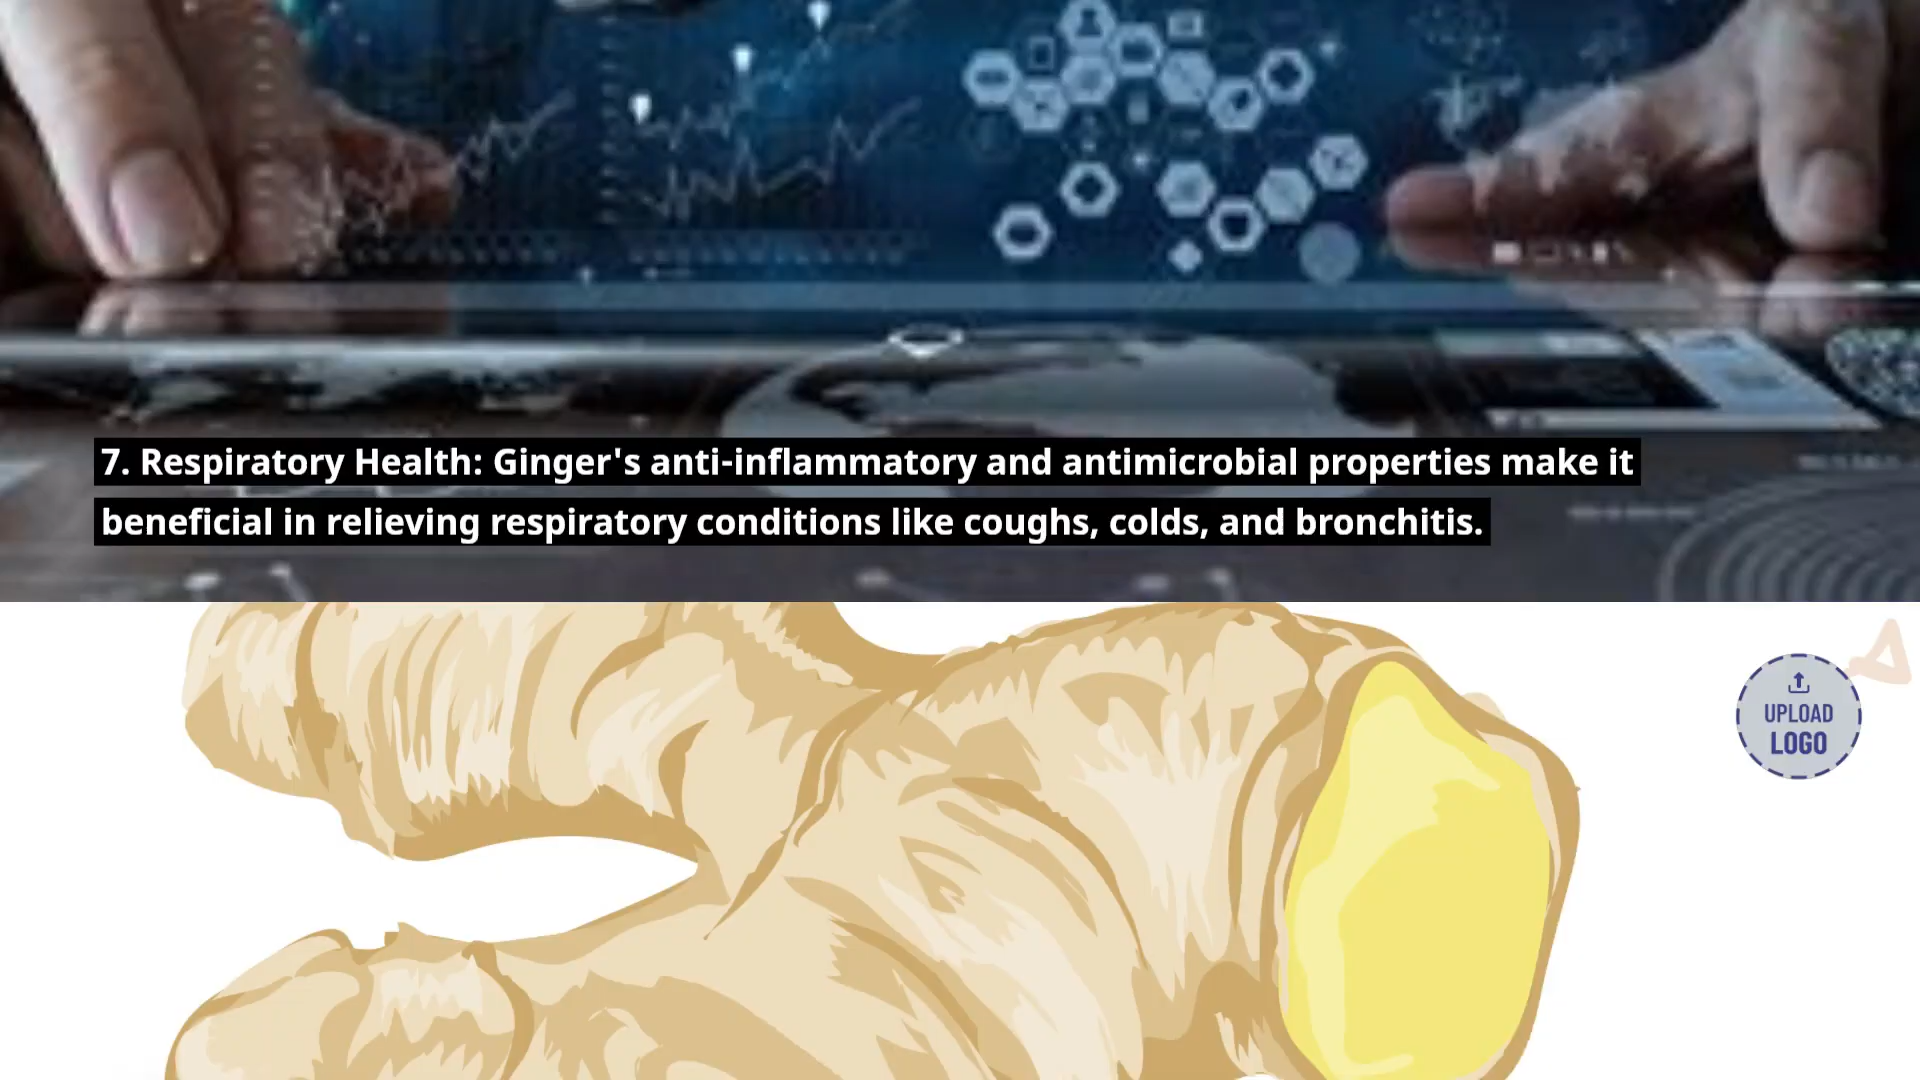 7. Respiratory Health: Ginger's anti-inflammatory and antimicrobial properties make it
beneficial in relieving respiratory conditions like coughs, colds, and bronchitis.
UPLOAD
LOGO